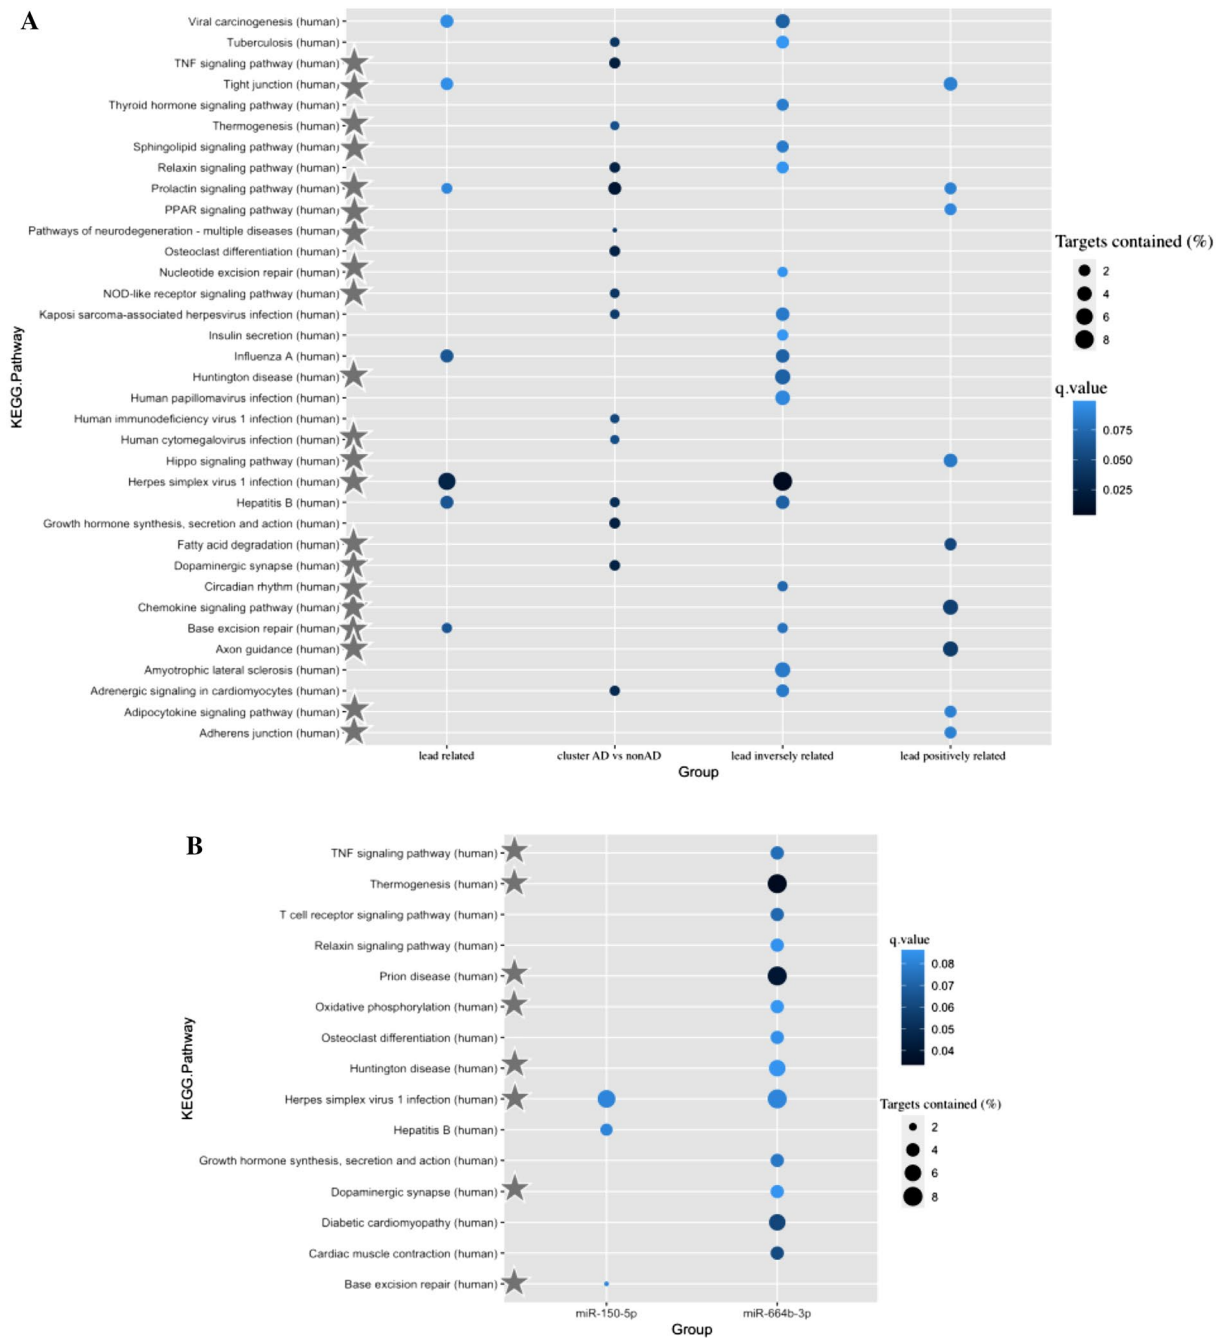 A
Viral carcinogenesis (human)
Tuberculosis (human)
TNF signaling pathway (human)
Tight junction (human)
Thyroid hormone signaling pathway (human)
Thermogenesis (human)
Sphingolipid signaling pathway (human)
Relaxin signaling pathway (human)
Prolactin signaling pathway (human)
PPAR signaling pathway (human)
Pathways of neurodegeneration - multiple diseases (human)
Osteoclast differentiation (human)
Nucleotide excision repair (human)
NOD-like receptor signaling pathway (human)
Kaposi sarcoma-associated herpesvirus infection (human)
Insulin secretion (human)
Influenza A (human)
Huntington disease (human)
Human papillomavirus infection (human)
Human immunodeficiency virus 1 infection (human)
Human cytomegalovirus infection (human)
Hippo signaling pathway (human)
Herpes simplex virus 1 infection (human)
Hepatitis B (human)
Growth hormone synthesis, secretion and action (human)
Fatty acid degradation (human)
Dopaminergic synapse (human)
Circadian rhythm (human)
Chemokine signaling pathway (human)
Base excision repair (human)
Axon guidance (human)
Amyotrophic lateral sclerosis (human)
Adrenergic signaling in cardiomyocytes (human)
Adipocytokine signaling pathway (human)
Adherens junction (human)
KEGG.Pathway
lead related
cluster AD vs nonAD
lead inversely related
lead positively related
Group
Targets contained (%)
2
4
6
8
q.value
0.075
0.050
0.025
B
TNF signaling pathway (human)
Thermogenesis (human)
T cell receptor signaling pathway (human)
Relaxin signaling pathway (human)
Prion disease (human)
Oxidative phosphorylation (human)
Osteoclast differentiation (human)
Huntington disease (human)
Herpes simplex virus 1 infection (human)
Hepatitis B (human)
Growth hormone synthesis, secretion and action (human)
Dopaminergic synapse (human)
Diabetic cardiomyopathy (human)
Cardiac muscle contraction (human)
Base excision repair (human)
KEGG.Pathway
miR-150-5p
miR-664b-3p
Group
q.value
0.08
0.07
0.06
0.05
0.04
Targets contained (%)
2
4
6
8